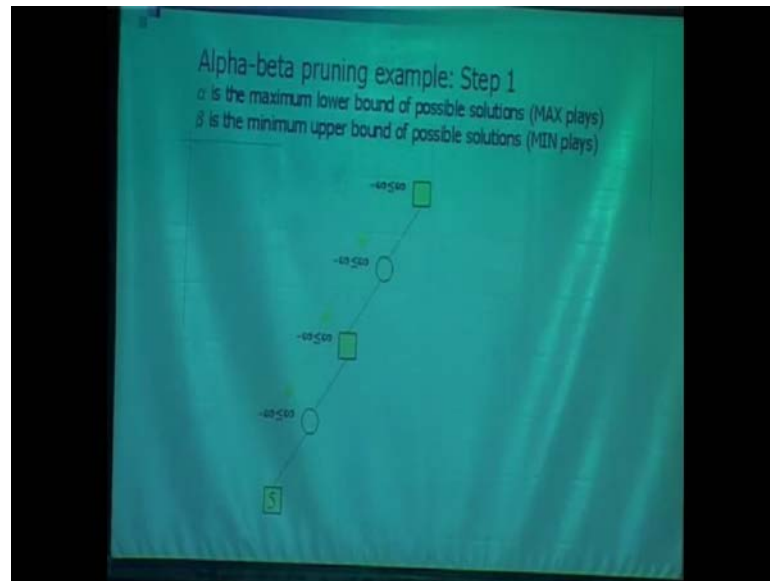 Alpha-beta pruning example: Step 1
α is the maximum lower bound of possible solutions (MAX plays)
β is the minimum upper bound of possible solutions (MIN plays)
-∞≤∞
-∞≤∞
-∞≤∞
-∞≤∞
5